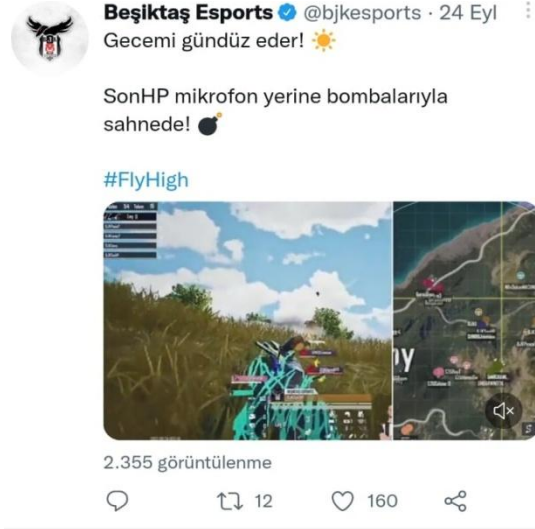 Beşiktaş Esports @bjkesports · 24 Eyl
Gecemi gündüz eder!
SonHP mikrofon yerine bombalarıyla
sahnede!
#FlyHigh
2.355 görüntülenme
12 160